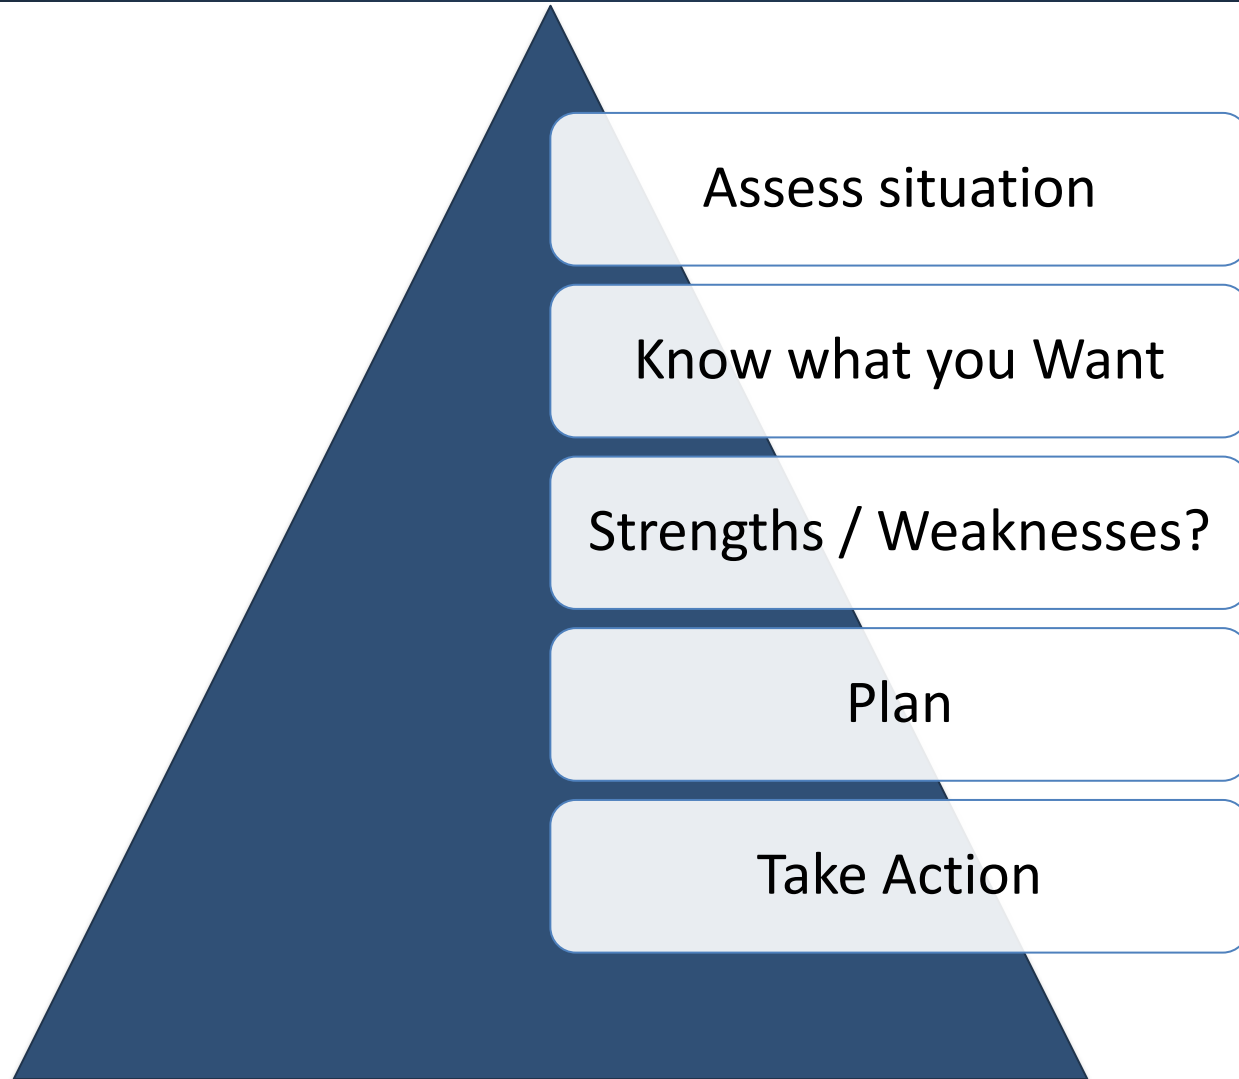 Assess situation
Know what you Want
Strengths / Weaknesses?
Plan
Take Action